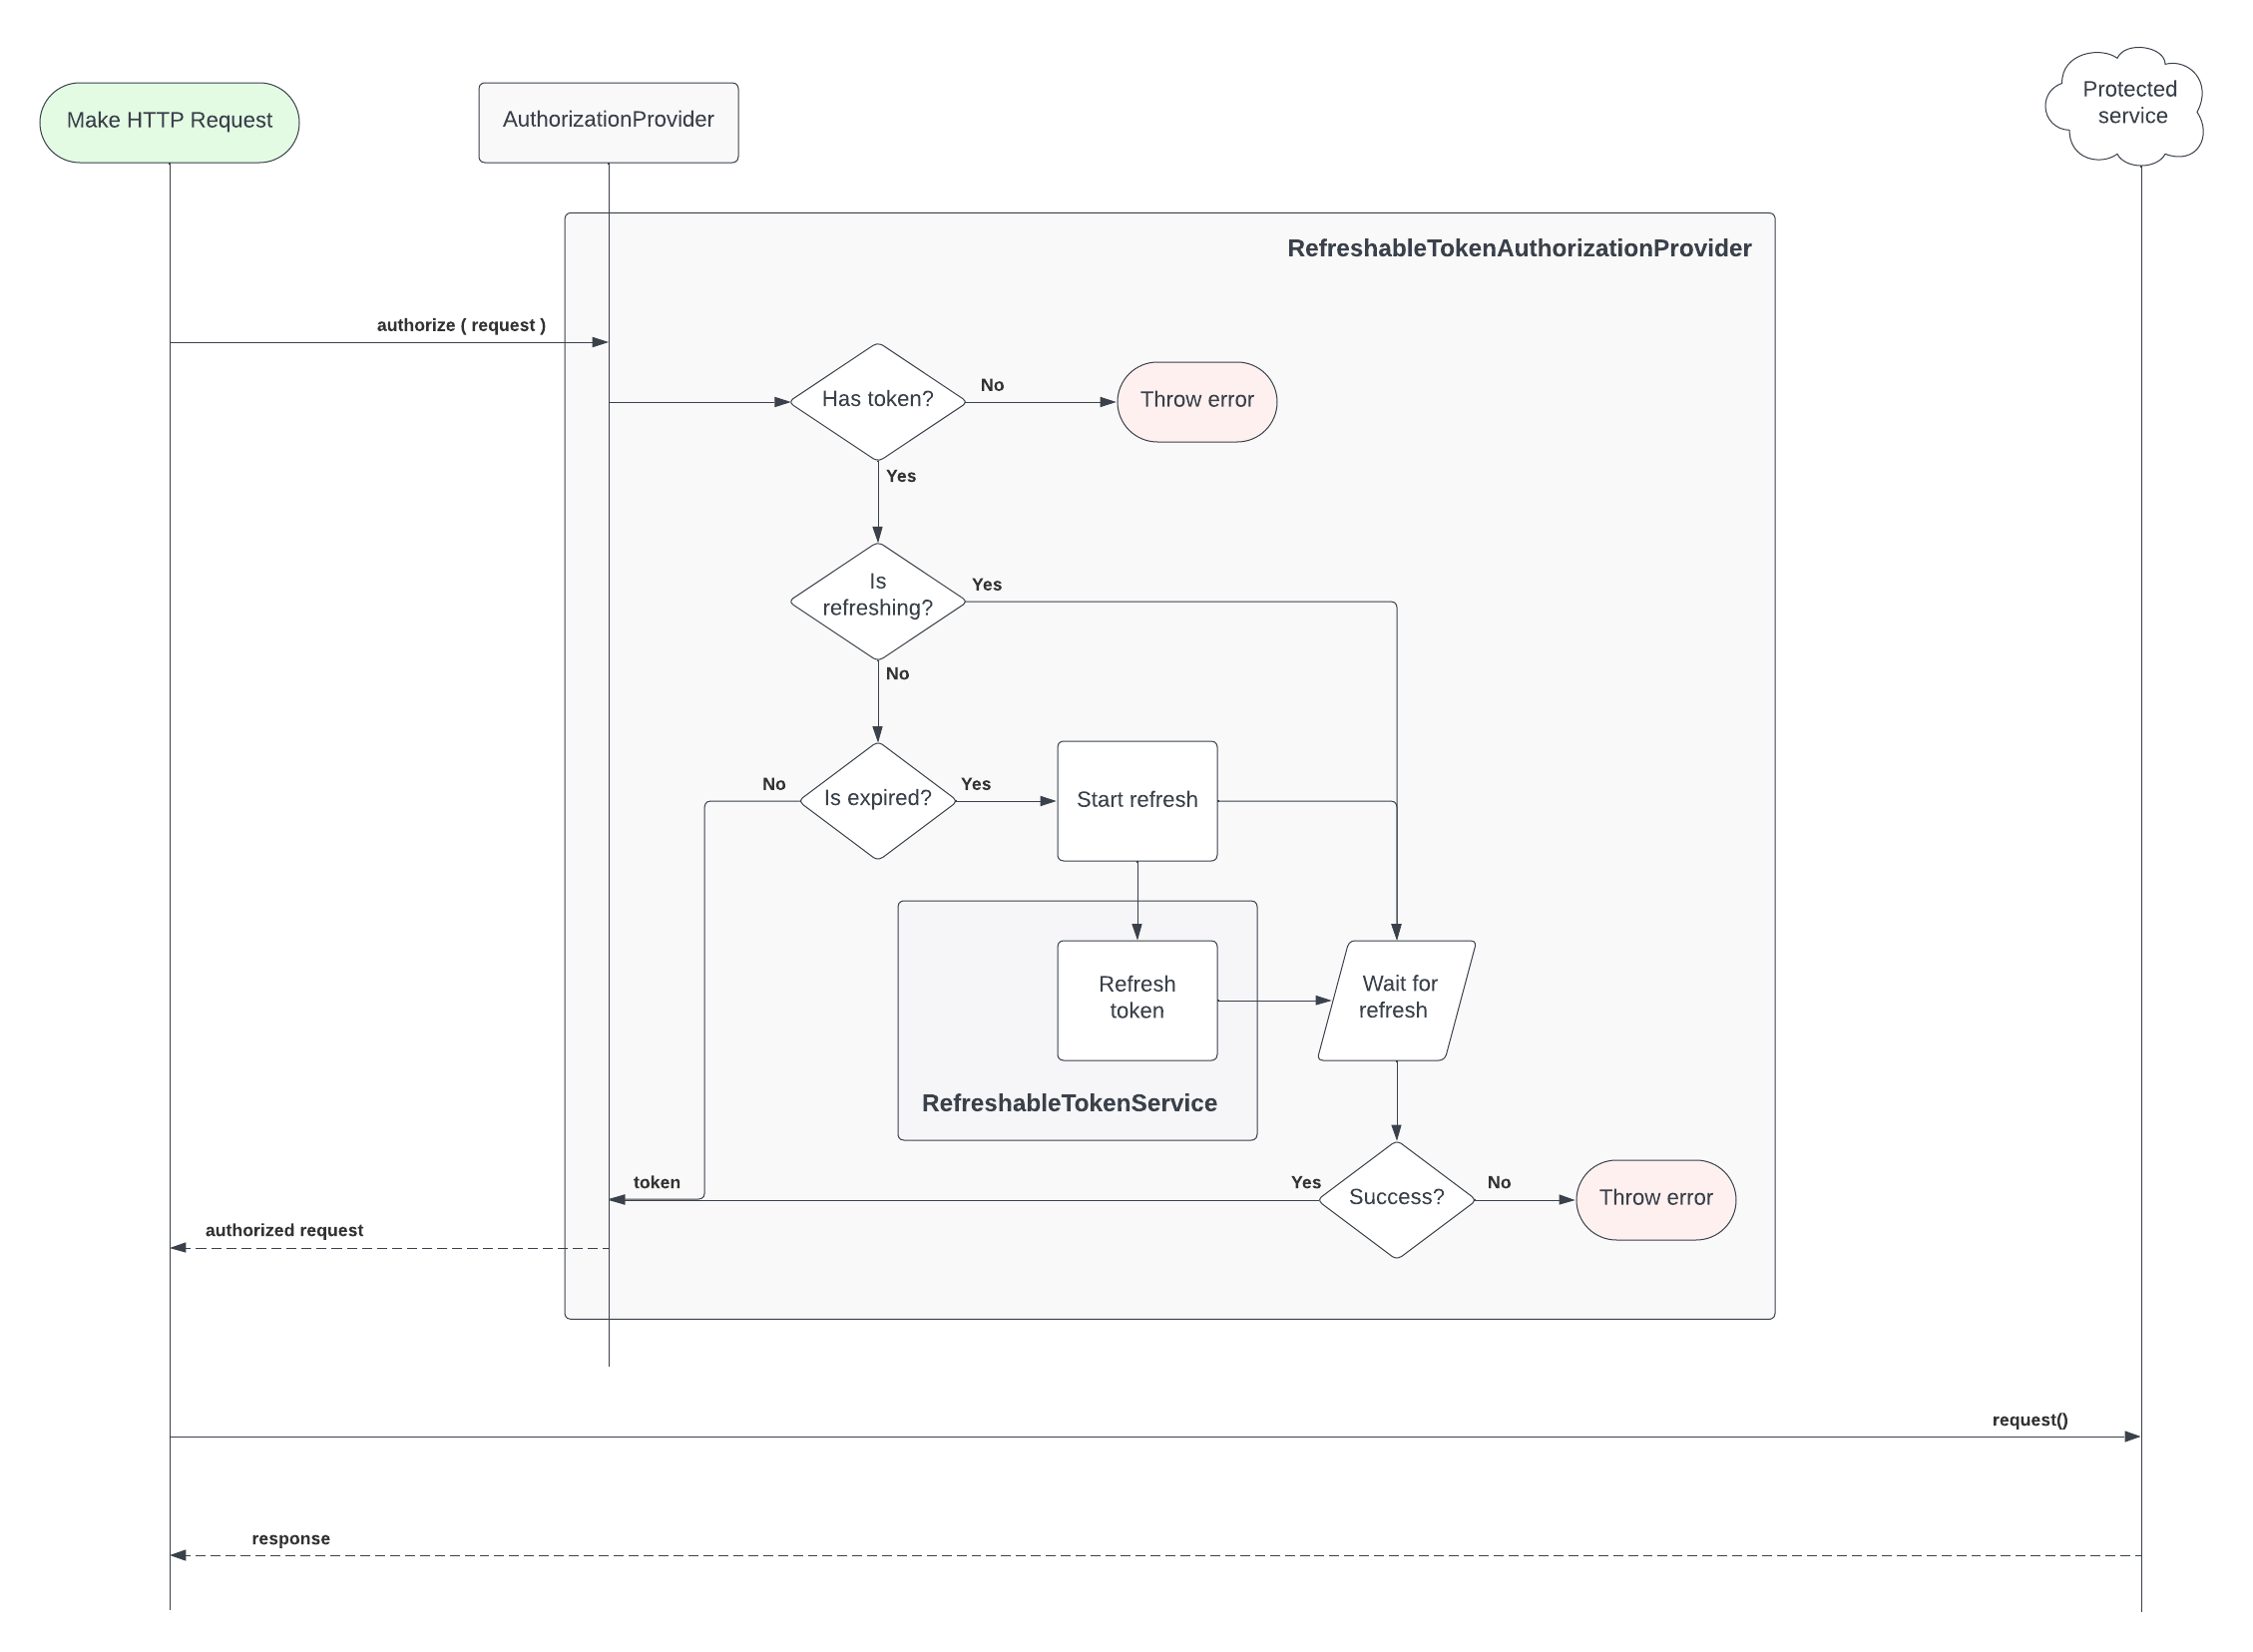 Make HTTP Request
AuthorizationProvider
Protected
service
RefreshableTokenAuthorizationProvider
authorize ( request )
Has token?
No
Throw error
Yes
Is
refreshing?
Yes
No
No
Is expired?
Yes
Start refresh
Refresh
token
Wait for
refresh
RefreshableTokenService
token
Yes
Success?
No
Throw error
authorized request
request()
response